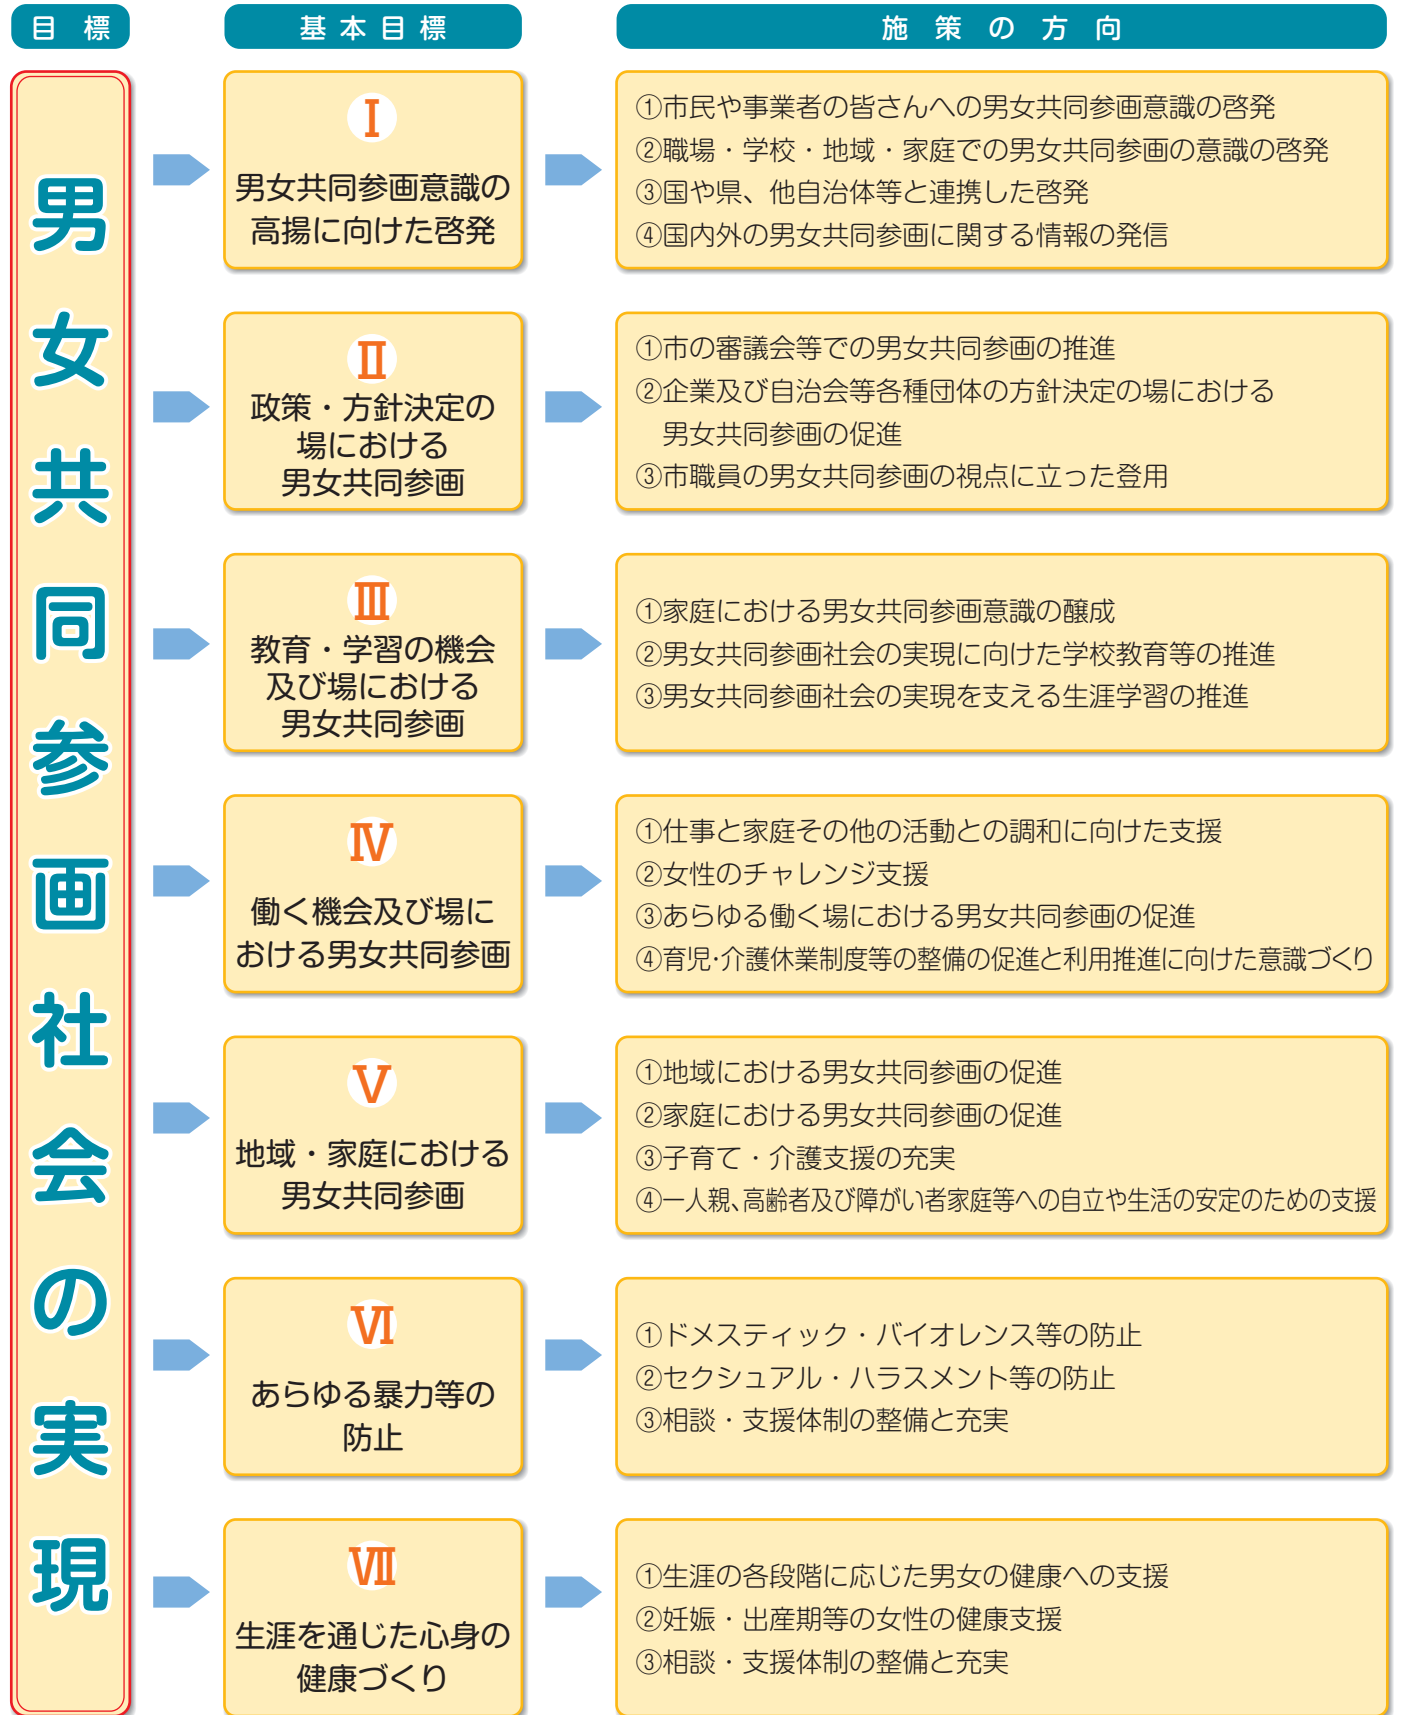 目標
基本目標
施策の方向
男女共同参画社会の実現
Ⅰ
男女共同参画意識の
高揚に向けた啓発
①市民や事業者の皆さんへの男女共同参画意識の啓発
②職場・学校・地域・家庭での男女共同参画の意識の啓発
③国や県、他自治体等と連携した啓発
④国内外の男女共同参画に関する情報の発信
Ⅱ
政策・方針決定の
場における
男女共同参画
①市の審議会等での男女共同参画の推進
②企業及び自治会等各種団体の方針決定の場における
男女共同参画の促進
③市職員の男女共同参画の視点に立った登用
Ⅲ
教育・学習の機会
及び場における
男女共同参画
①家庭における男女共同参画意識の醸成
②男女共同参画社会の実現に向けた学校教育等の推進
③男女共同参画社会の実現を支える生涯学習の推進
Ⅳ
働く機会及び場に
おける男女共同参画
①仕事と家庭その他の活動との調和に向けた支援
②女性のチャレンジ支援
③あらゆる働く場における男女共同参画の促進
④育児・介護休業制度等の整備の促進と利用推進に向けた意識づくり
Ⅴ
地域・家庭における
男女共同参画
①地域における男女共同参画の促進
②家庭における男女共同参画の促進
③子育て・介護支援の充実
④一人親、高齢者及び障がい者家庭等への自立や生活の安定のための支援
Ⅵ
あらゆる暴力等の
防止
①ドメスティック・バイオレンス等の防止
②セクシュアル・ハラスメント等の防止
③相談・支援体制の整備と充実
Ⅶ
生涯を通じた心身の
健康づくり
①生涯の各段階に応じた男女の健康への支援
②妊娠・出産期等の女性の健康支援
③相談・支援体制の整備と充実